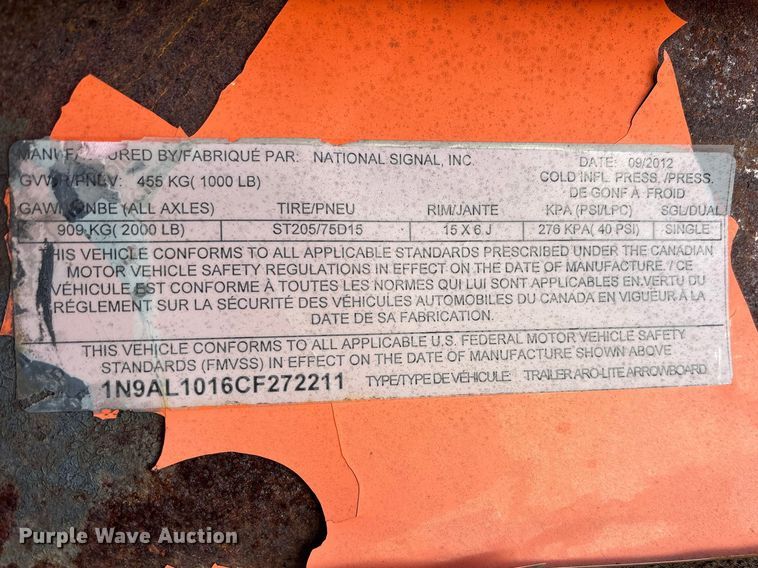 MANUFACTURED BY/FABRIQUÉ PAR: NATIONAL SIGNAL, INC. DATE: 09/2012
GVWR/PNBV: 455 KG( 1000 LB) COLD INFL. PRESS. /PRESS.
DE GONF À FROID
GAWR/PNBE (ALL AXLES) TIRE/PNEU RIM/JANTE KPA (PSI/LPC) SGL/DUAL
909 KG( 2000 LB) ST205/75D15 15 X 6 J 276 KPA( 40 PSI) SINGLE
THIS VEHICLE CONFORMS TO ALL APPLICABLE STANDARDS PRESCRIBED UNDER THE CANADIAN
MOTOR VEHICLE SAFETY REGULATIONS IN EFFECT ON THE DATE OF MANUFACTURE. / CE
VÉHICULE EST CONFORME À TOUTES LES NORMES QUI LUI SONT APPLICABLES EN VERTU DU
RÉGLEMENT SUR LA SÉCURITÉ DES VÉHICULES AUTOMOBILES DU CANADA EN VIGUEUR À LA
DATE DE SA FABRICATION.
THIS VEHICLE CONFORMS TO ALL APPLICABLE U.S. FEDERAL MOTOR VEHICLE SAFETY
STANDARDS (FMVSS) IN EFFECT ON THE DATE OF MANUFACTURE SHOWN ABOVE
1N9AL1016CF272211 TYPE/TYPE DE VÉHICULE: TRAILER ARO-LITE ARROWBOARD
Purple Wave Auction